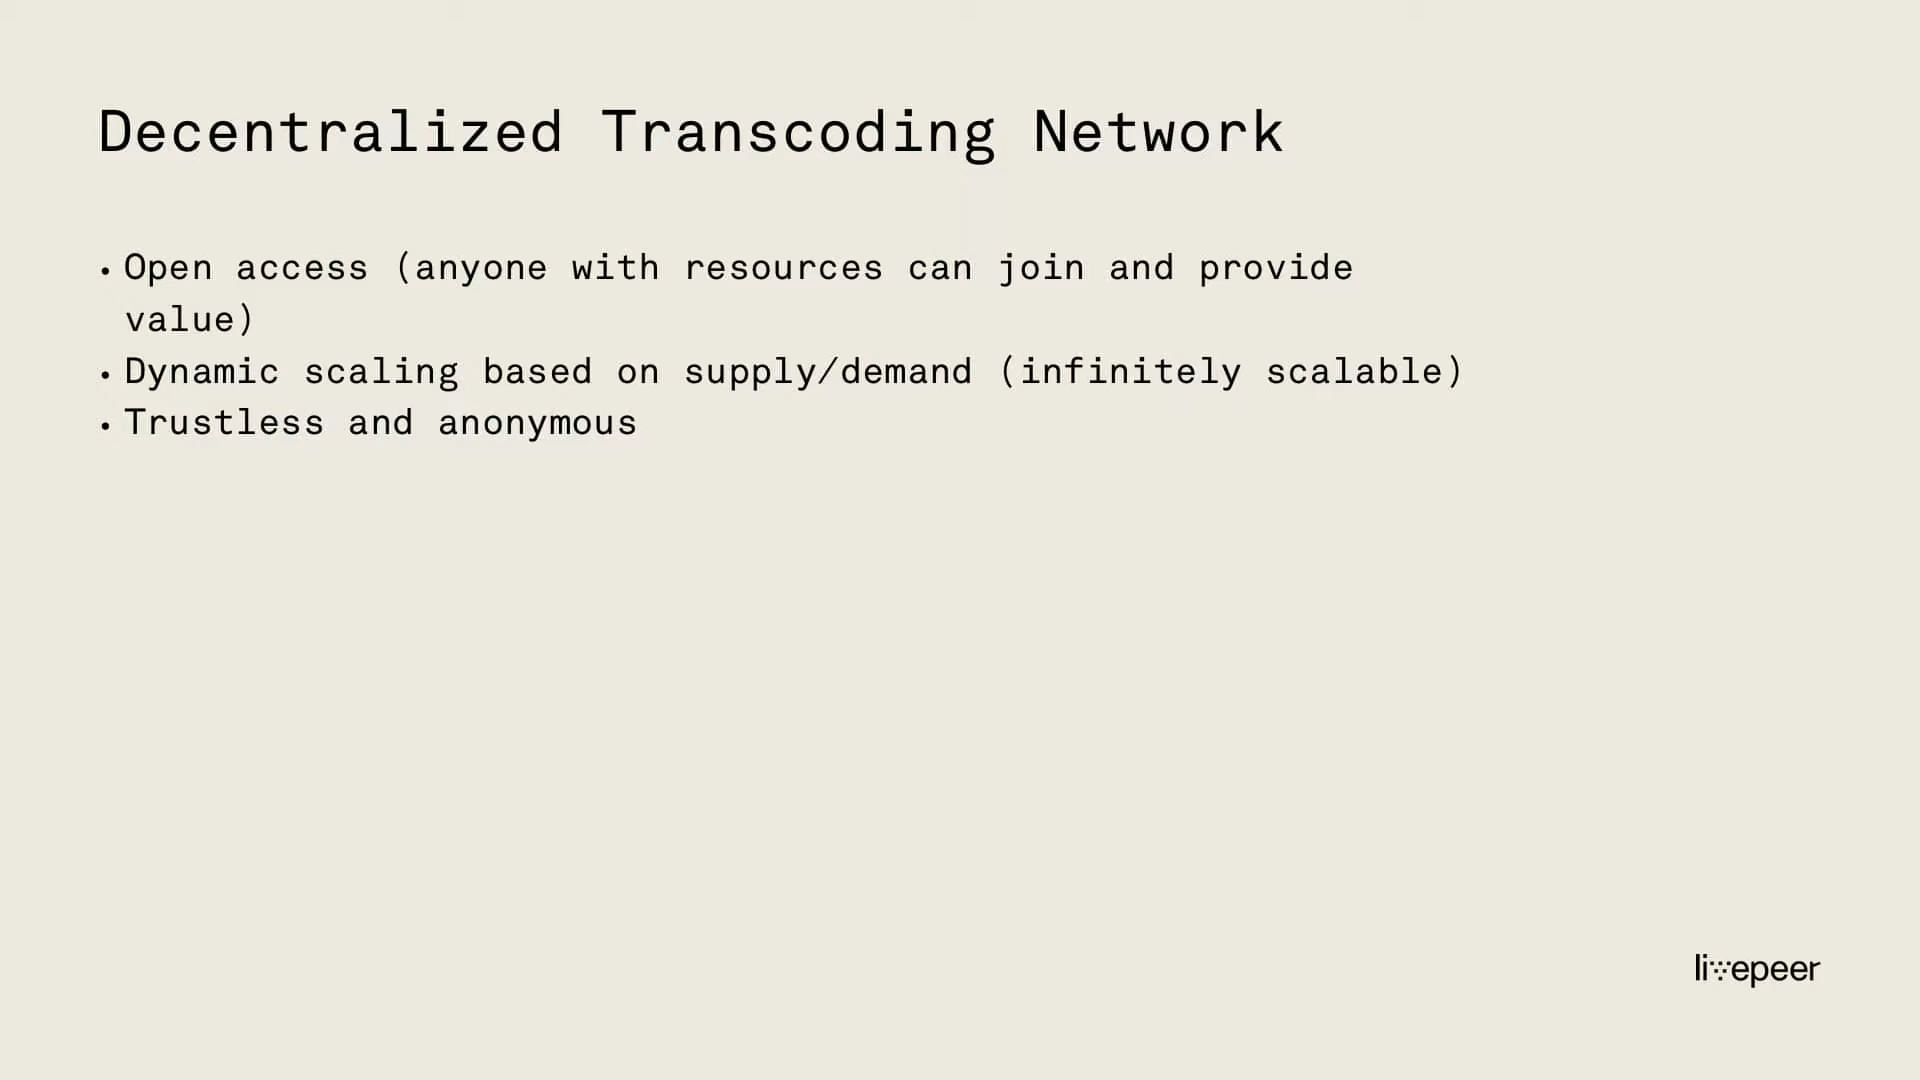 Decentralized Transcoding Network
• Open access (anyone with resources can join and provide
value)
• Dynamic scaling based on supply/demand (infinitely scalable)
• Trustless and anonymous
livepeer